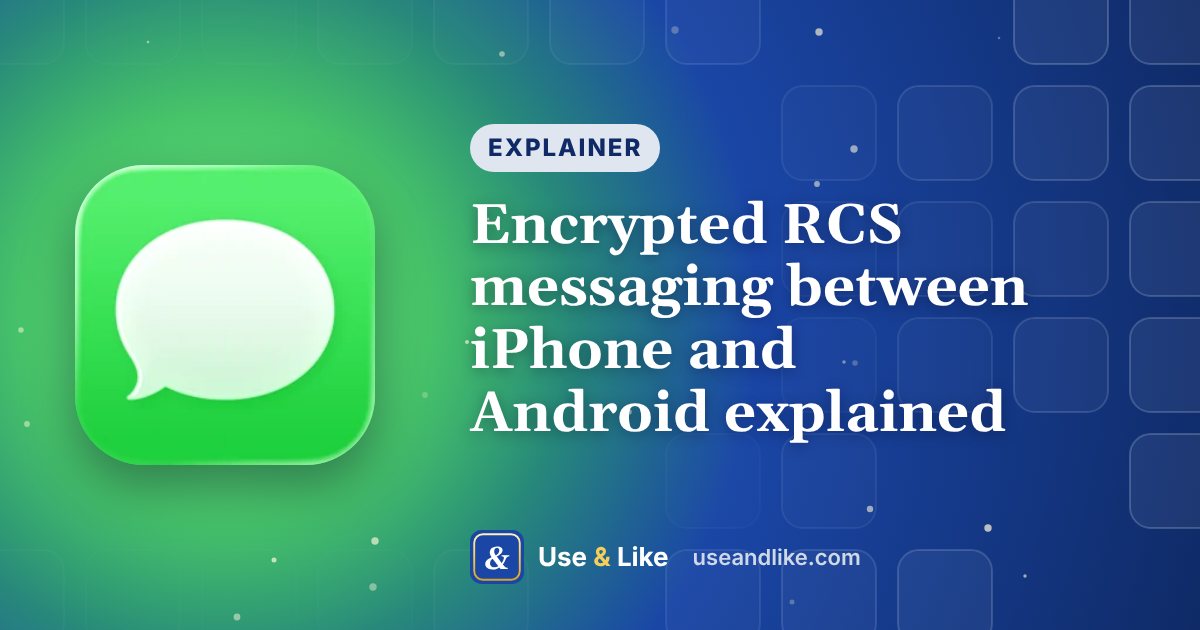 EXPLAINER
Encrypted RCS
messaging between
iPhone and
Android explained
& Use & Like useandlike.com